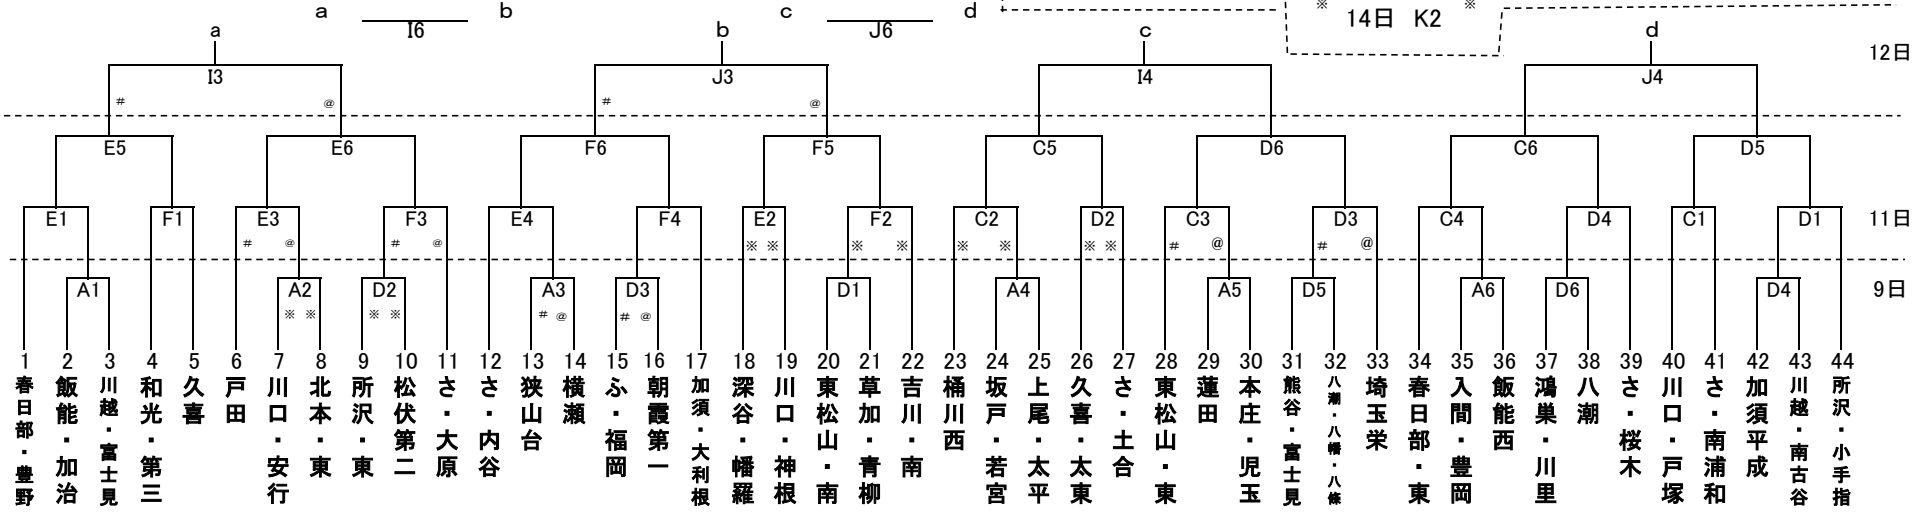 a b c d ※ 14日 K2 ※
I6 J6
a b c d 12日
I3 J3 I4 J4
# @ # @
E5 E6 F6 F5 C5 D6 C6 D5
E1 F1 E3 F3 E4 F4 E2 F2 C2 D2 C3 D3 C4 D4 C1 D1 11日
# @ # @ ※ ※ ※ ※ ※ ※ ※ ※ # @ # @
A1 A2 D2 A3 D3 D1 A4 A5 D5 A6 D6 D4 9日
※ ※ ※ ※ # @ # @
1 春日部・豊野
2 飯能・加治
3 川越・富士見
4 和光・第三
5 久喜
6 戸田
7 川口・安行
8 北本・東
9 所沢・東
10 松伏第二
11 さ・大原
12 さ・内谷
13 狭山台
14 横瀬
15 ふ・福岡
16 朝霞第一
17 加須・大利根
18 深谷・幡羅
19 川口・神根
20 東松山・南
21 草加・青柳
22 吉川・南
23 桶川西
24 坂戸・若宮
25 上尾・太平
26 久喜・太東
27 さ・土合
28 東松山・東
29 蓮田
30 本庄・児玉
31 熊谷・富士見
32 八潮・八幡・八條
33 埼玉栄
34 春日部・東
35 入間・豊岡
36 飯能西
37 鴻巣・川里
38 八潮
39 さ・桜木
40 川口・戸塚
41 さ・南浦和
42 加須平成
43 川越・南古谷
44 所沢・小手指